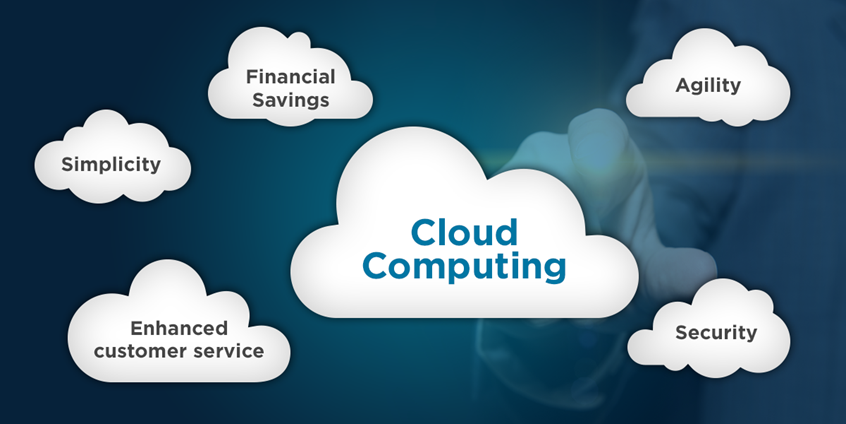 Financial
Savings
Agility
Simplicity
Cloud
Computing
Enhanced
customer service
Security